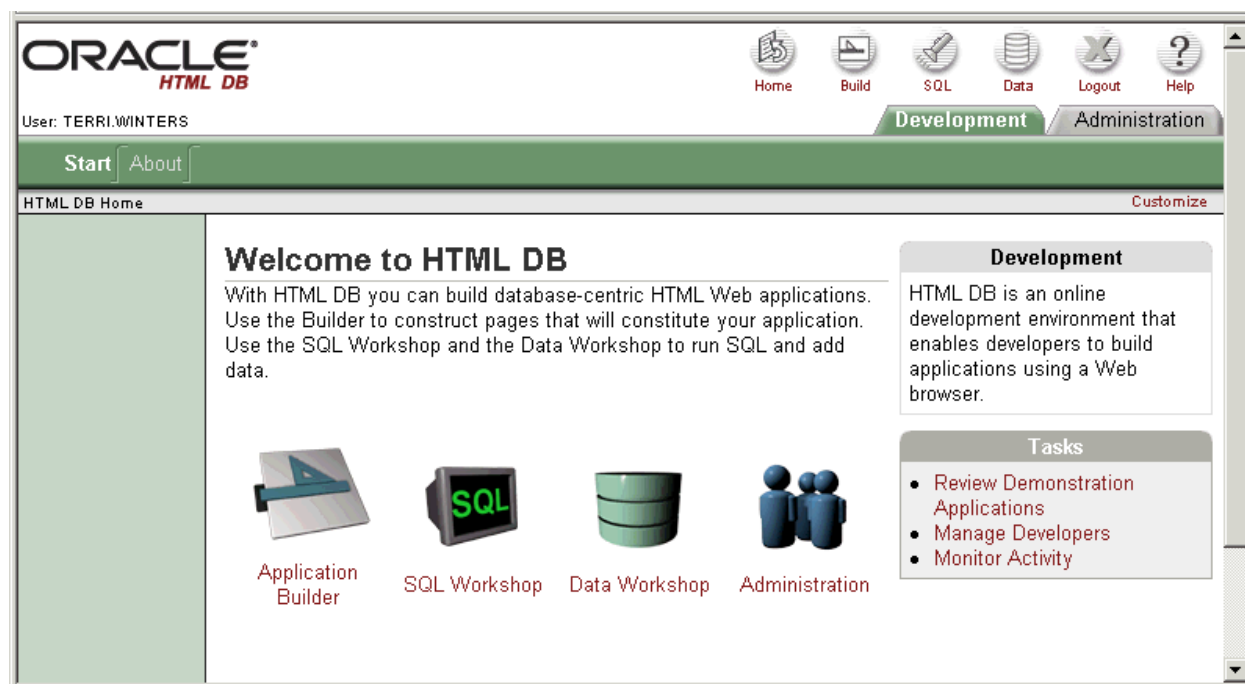 ORACLE
HTML DB
Home Build SQL Data Logout Help
User: TERRI.WINTERS
Development Administration
Start About
HTML DB Home
Customize
Welcome to HTML DB
With HTML DB you can build database-centric HTML Web applications.
Use the Builder to construct pages that will constitute your application.
Use the SQL Workshop and the Data Workshop to run SQL and add
data.
SQL
Application
Builder
SQL Workshop
Data Workshop
Administration
Development
HTML DB is an online
development environment that
enables developers to build
applications using a Web
browser.
Tasks
Review Demonstration
Applications
Manage Developers
Monitor Activity